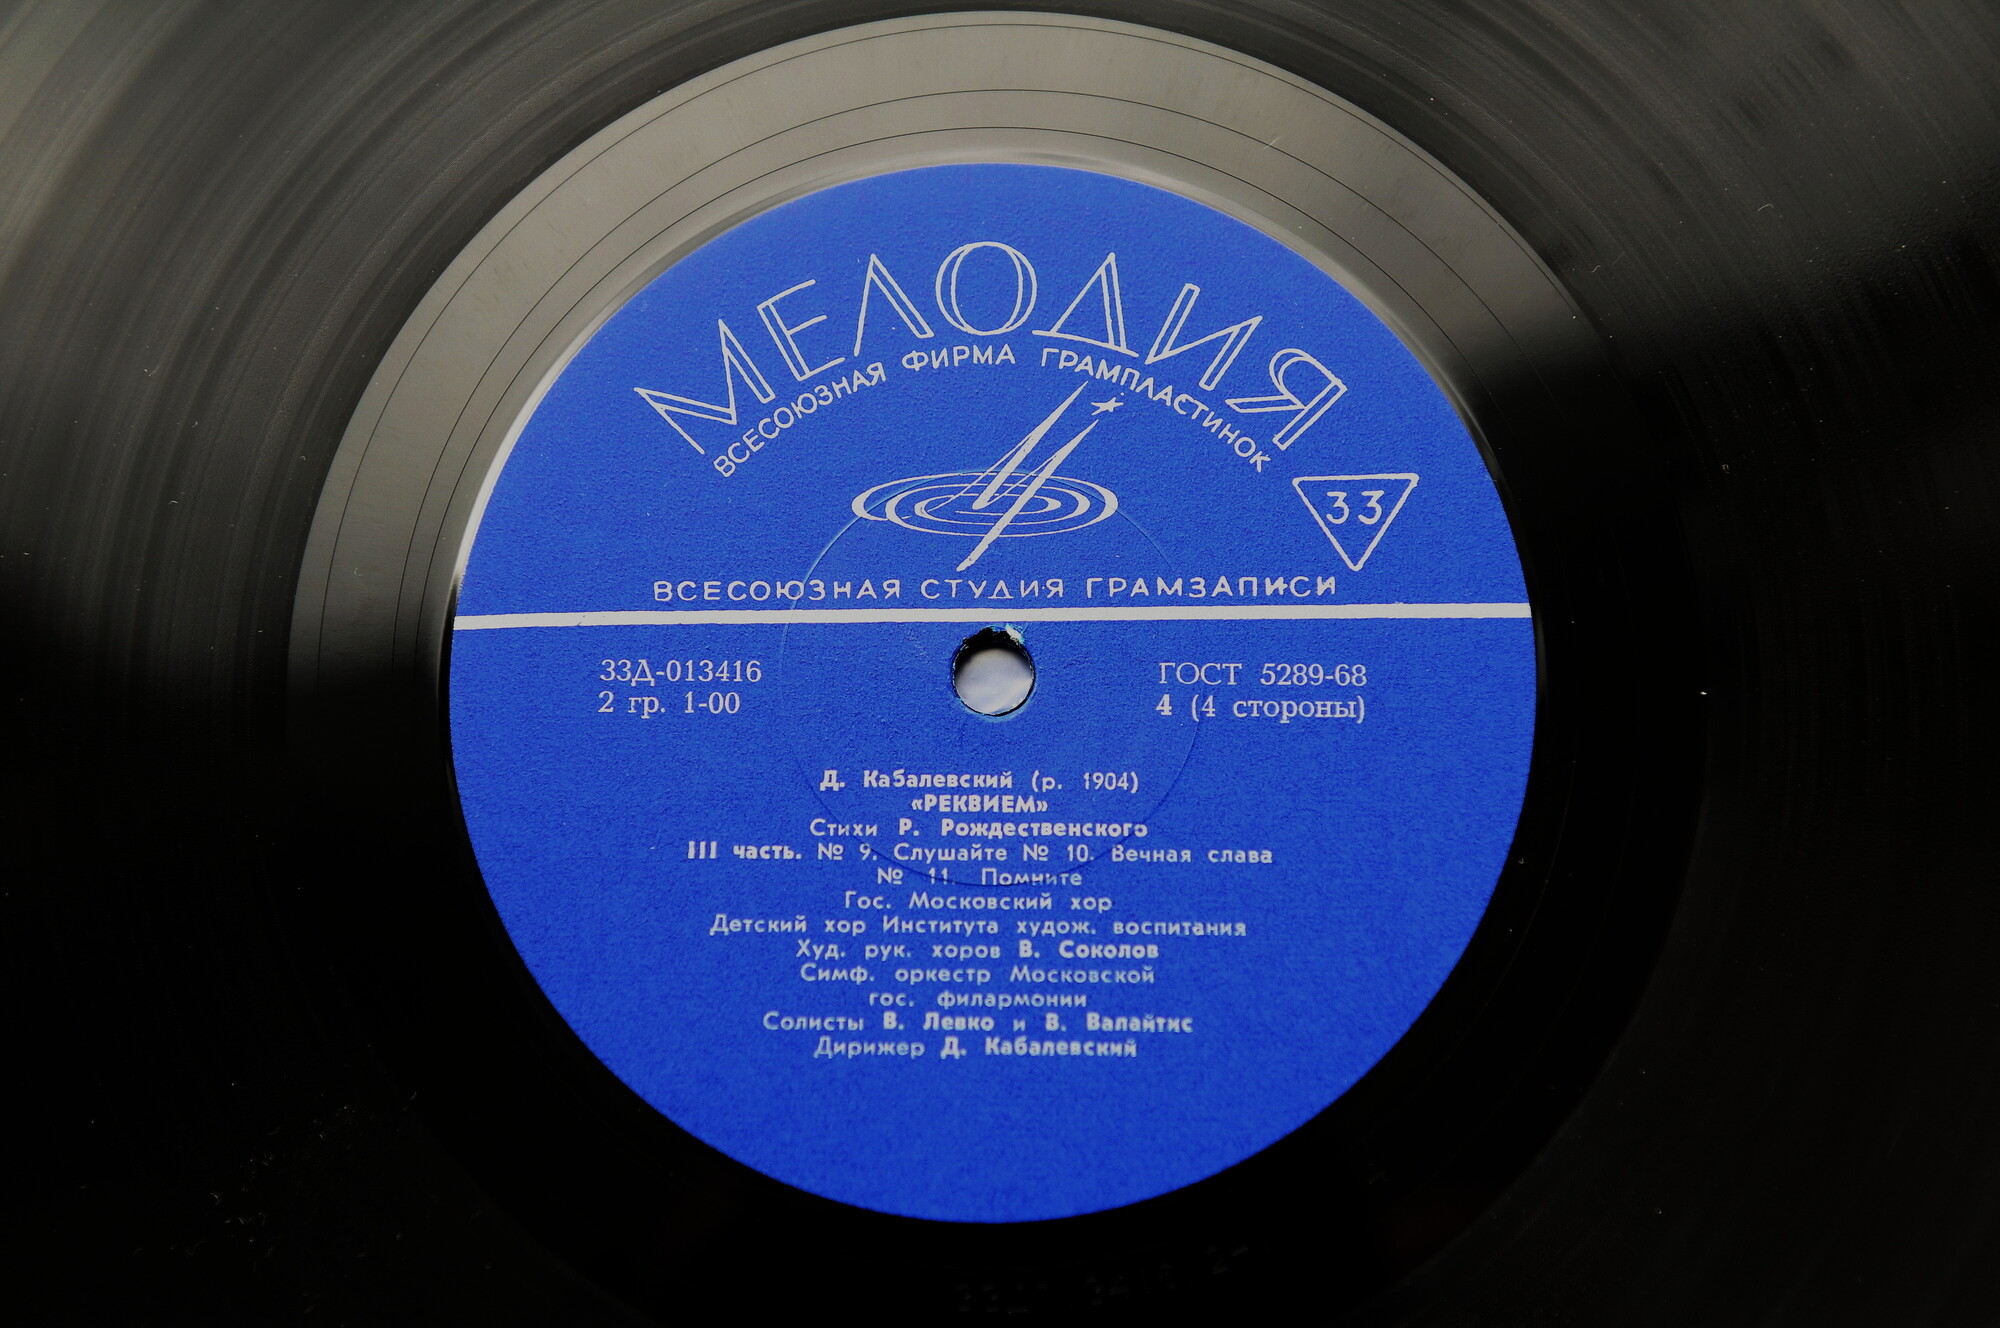 МЕЛОДИЯ
ВСЕСОЮЗНАЯ ФИРМА ГРАМПЛАСТИНОК
33
ВСЕСОЮЗНАЯ СТУДИЯ ГРАМЗАПИСИ
33Д-013416
2 гр. 1-00
ГОСТ 5289-68
4 (4 стороны)
Д. Кабалевский (р. 1904)
«РЕКВИЕМ»
Стихи Р. Рождественского
III часть. № 9. Слушайте № 10. Вечная слава
№ 11. Помните
Гос. Московский хор
Детский хор Института худож. воспитания
Худ. рук. хоров В. Соколов
Симф. оркестр Московской
гос. филармонии
Солисты В. Левко и В. Валайтис
Дирижер Д. Кабалевский